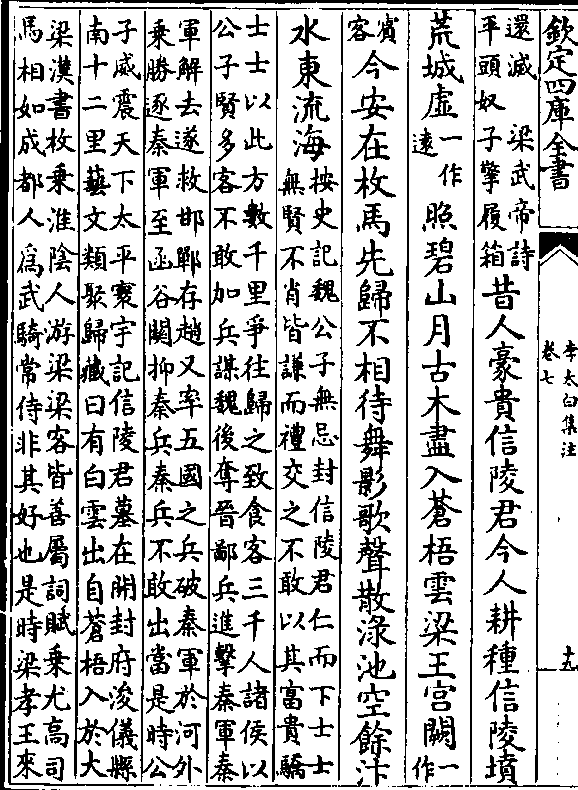 欽定四庫全書
李太白集注
卷七
十九
還滅　梁武帝詩
平頭奴子擎履箱昔人豪貴信陵君今人耕種信陵墳
荒城虛一作遠照碧山月古木盡入蒼梧雲梁王宮闕一作
賓客今安在枚馬先歸不相待舞影歌聲散淥池空餘汴
水東流海按史記魏公子無忌封信陵君仁而下士士
無賢不肖皆謙而禮交之不敢以其富貴驕
士士以此方數千里爭往歸之致食客三千人諸侯以
公子賢多客不敢加兵謀魏後奪晉鄙兵進擊秦軍秦
軍解去遂救邯鄲存趙又率五國之兵破秦軍於河外
乘勝逐秦軍至函谷關抑秦兵秦兵不敢出當是時公
子威震天下太平寰宇記信陵君墓在開封府浚儀縣
南十二里藝文類聚歸藏曰有白雲出自蒼梧入於大
梁漢書枚乘淮陰人游梁梁客皆善屬詞賦乘尤高司
馬相如成都人爲武騎常侍非其好也是時梁孝王來